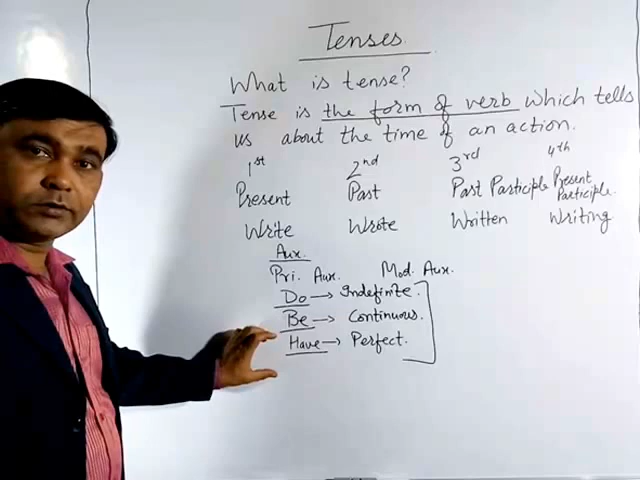 Tenses.
What is tense?
Tense is the form of verb which tells
us about the time of an action.
1st 2nd 3rd 4th
Present Past Past Participle Present Participle.
Write Wrote Written Writing
Aux.
Pri. Aux. Mod. Aux.
Do → Indefinite.
Be → Continuous.
Have → Perfect.